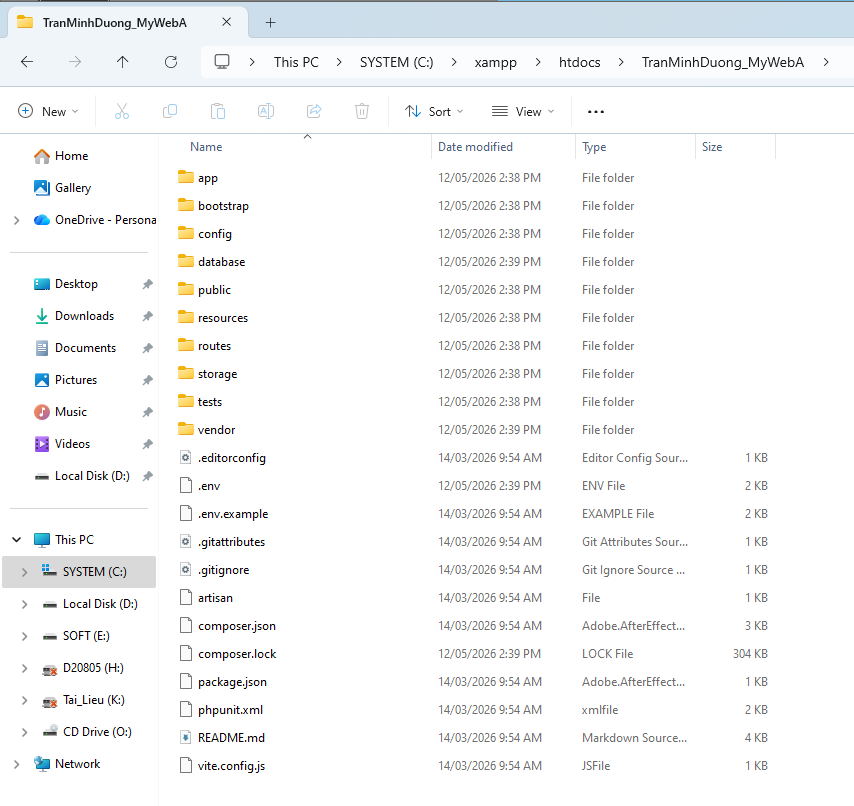 TranMinhDuong_MyWebA
This PC SYSTEM (C:) xampp htdocs TranMinhDuong_MyWebA
New Sort View
Name Date modified Type Size
Home
Gallery
OneDrive - Persona
Desktop
Downloads
Documents
Pictures
Music
Videos
Local Disk (D:)
This PC
SYSTEM (C:)
Local Disk (D:)
SOFT (E:)
D20805 (H:)
Tai_Lieu (K:)
CD Drive (O:)
Network
app 12/05/2026 2:38 PM File folder
bootstrap 12/05/2026 2:38 PM File folder
config 12/05/2026 2:38 PM File folder
database 12/05/2026 2:39 PM File folder
public 12/05/2026 2:38 PM File folder
resources 12/05/2026 2:38 PM File folder
routes 12/05/2026 2:38 PM File folder
storage 12/05/2026 2:38 PM File folder
tests 12/05/2026 2:38 PM File folder
vendor 12/05/2026 2:39 PM File folder
.editorconfig 14/03/2026 9:54 AM Editor Config Sour... 1 KB
.env 12/05/2026 2:39 PM ENV File 2 KB
.env.example 14/03/2026 9:54 AM EXAMPLE File 2 KB
.gitattributes 14/03/2026 9:54 AM Git Attributes Sour... 1 KB
.gitignore 14/03/2026 9:54 AM Git Ignore Source ... 1 KB
artisan 14/03/2026 9:54 AM File 1 KB
composer.json 14/03/2026 9:54 AM Adobe.AfterEffect... 3 KB
composer.lock 12/05/2026 2:39 PM LOCK File 304 KB
package.json 14/03/2026 9:54 AM Adobe.AfterEffect... 1 KB
phpunit.xml 14/03/2026 9:54 AM xmlfile 2 KB
README.md 14/03/2026 9:54 AM Markdown Source... 4 KB
vite.config.js 14/03/2026 9:54 AM JSFile 1 KB